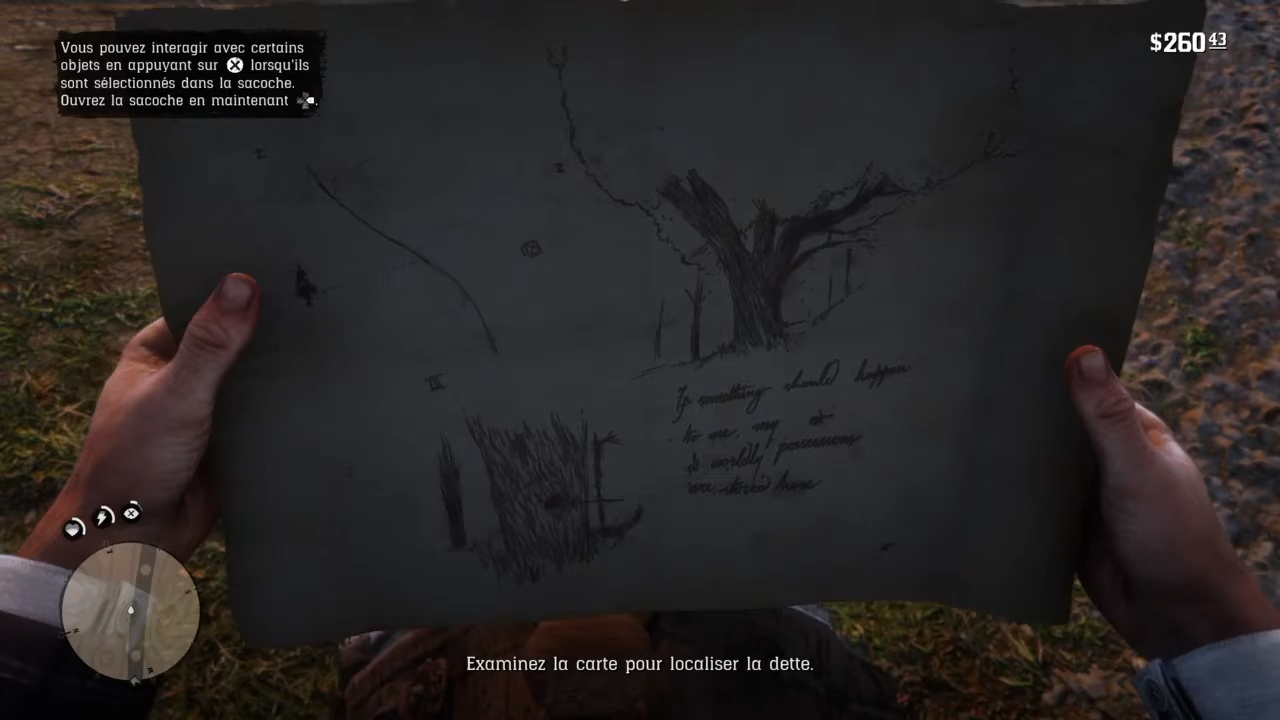 Vous pouvez interagir avec certains
objets en appuyant sur lorsqu'ils
sont sélectionnés dans la sacoche.
Ouvrez la sacoche en maintenant .
$260 43
I
II
III
If something should happen
to me, my
worldly possessions
are stored here
Examinez la carte pour localiser la dette.